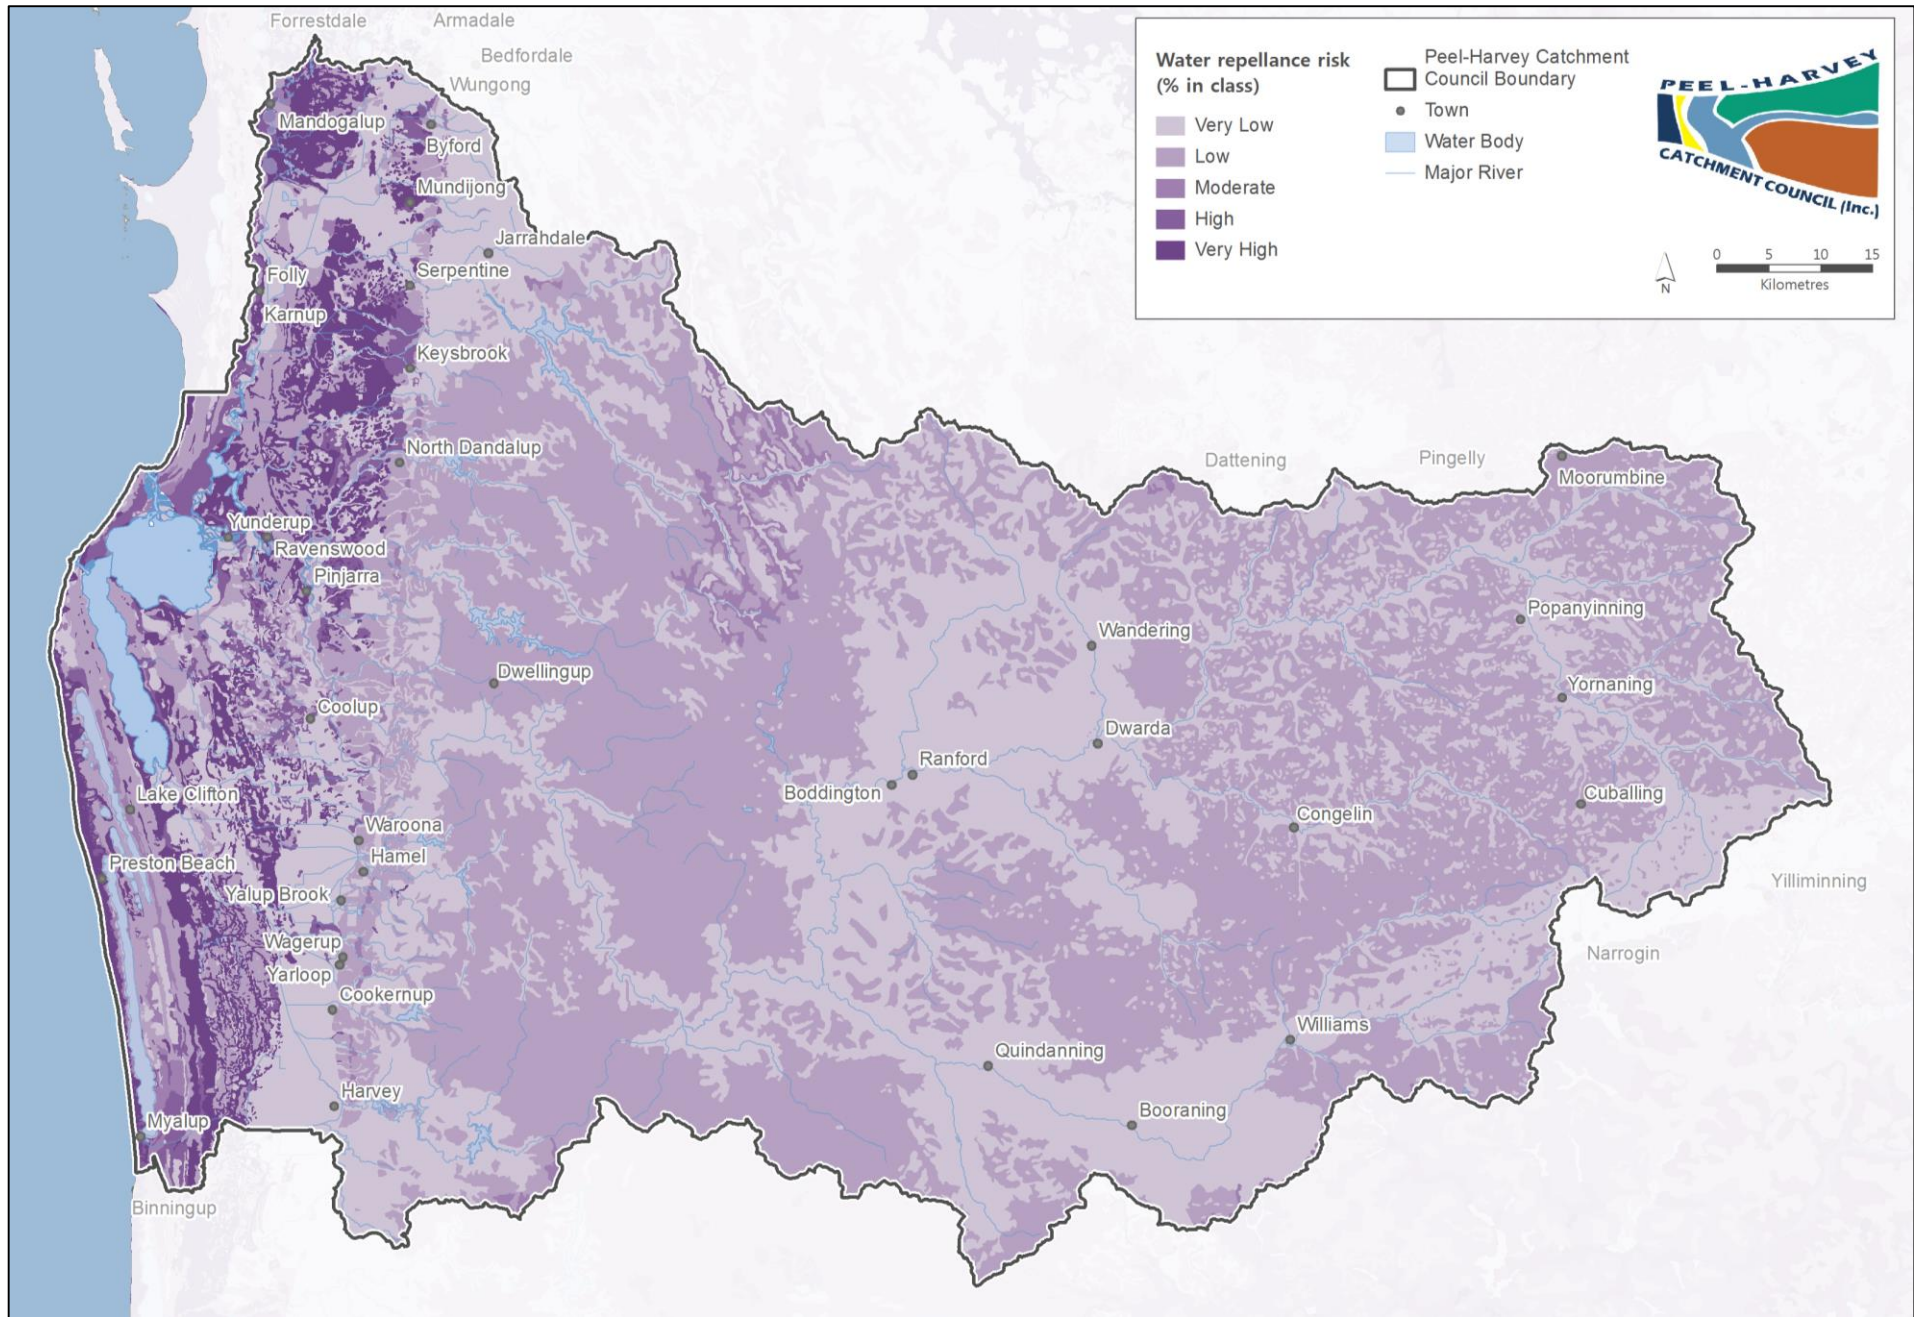 Forrestdale
Armadale
Bedfordale
Wungong
Mandogalup
Byford
Mundijong
Jarrahdale
Folly
Serpentine
Karnup
Keysbrook
North Dandalup
Yunderup
Ravenswood
Pinjarra
Dwellingup
Coolup
Lake Clifton
Waroona
Preston Beach
Hamel
Yalup Brook
Wagerup
Yarloop
Cookernup
Harvey
Myalup
Binningup
Dattening
Pingelly
Moorumbine
Popanyinning
Wandering
Yornaning
Dwarda
Ranford
Boddington
Cuballing
Congelin
Yilliminning
Narrogin
Williams
Quindanning
Booraning
Water repellance risk
(% in class)
Very Low
Low
Moderate
High
Very High
Peel-Harvey Catchment
Council Boundary
Town
Water Body
Major River
PEEL-HARVEY
CATCHMENT COUNCIL (Inc.)
N
0 5 10 15
Kilometres